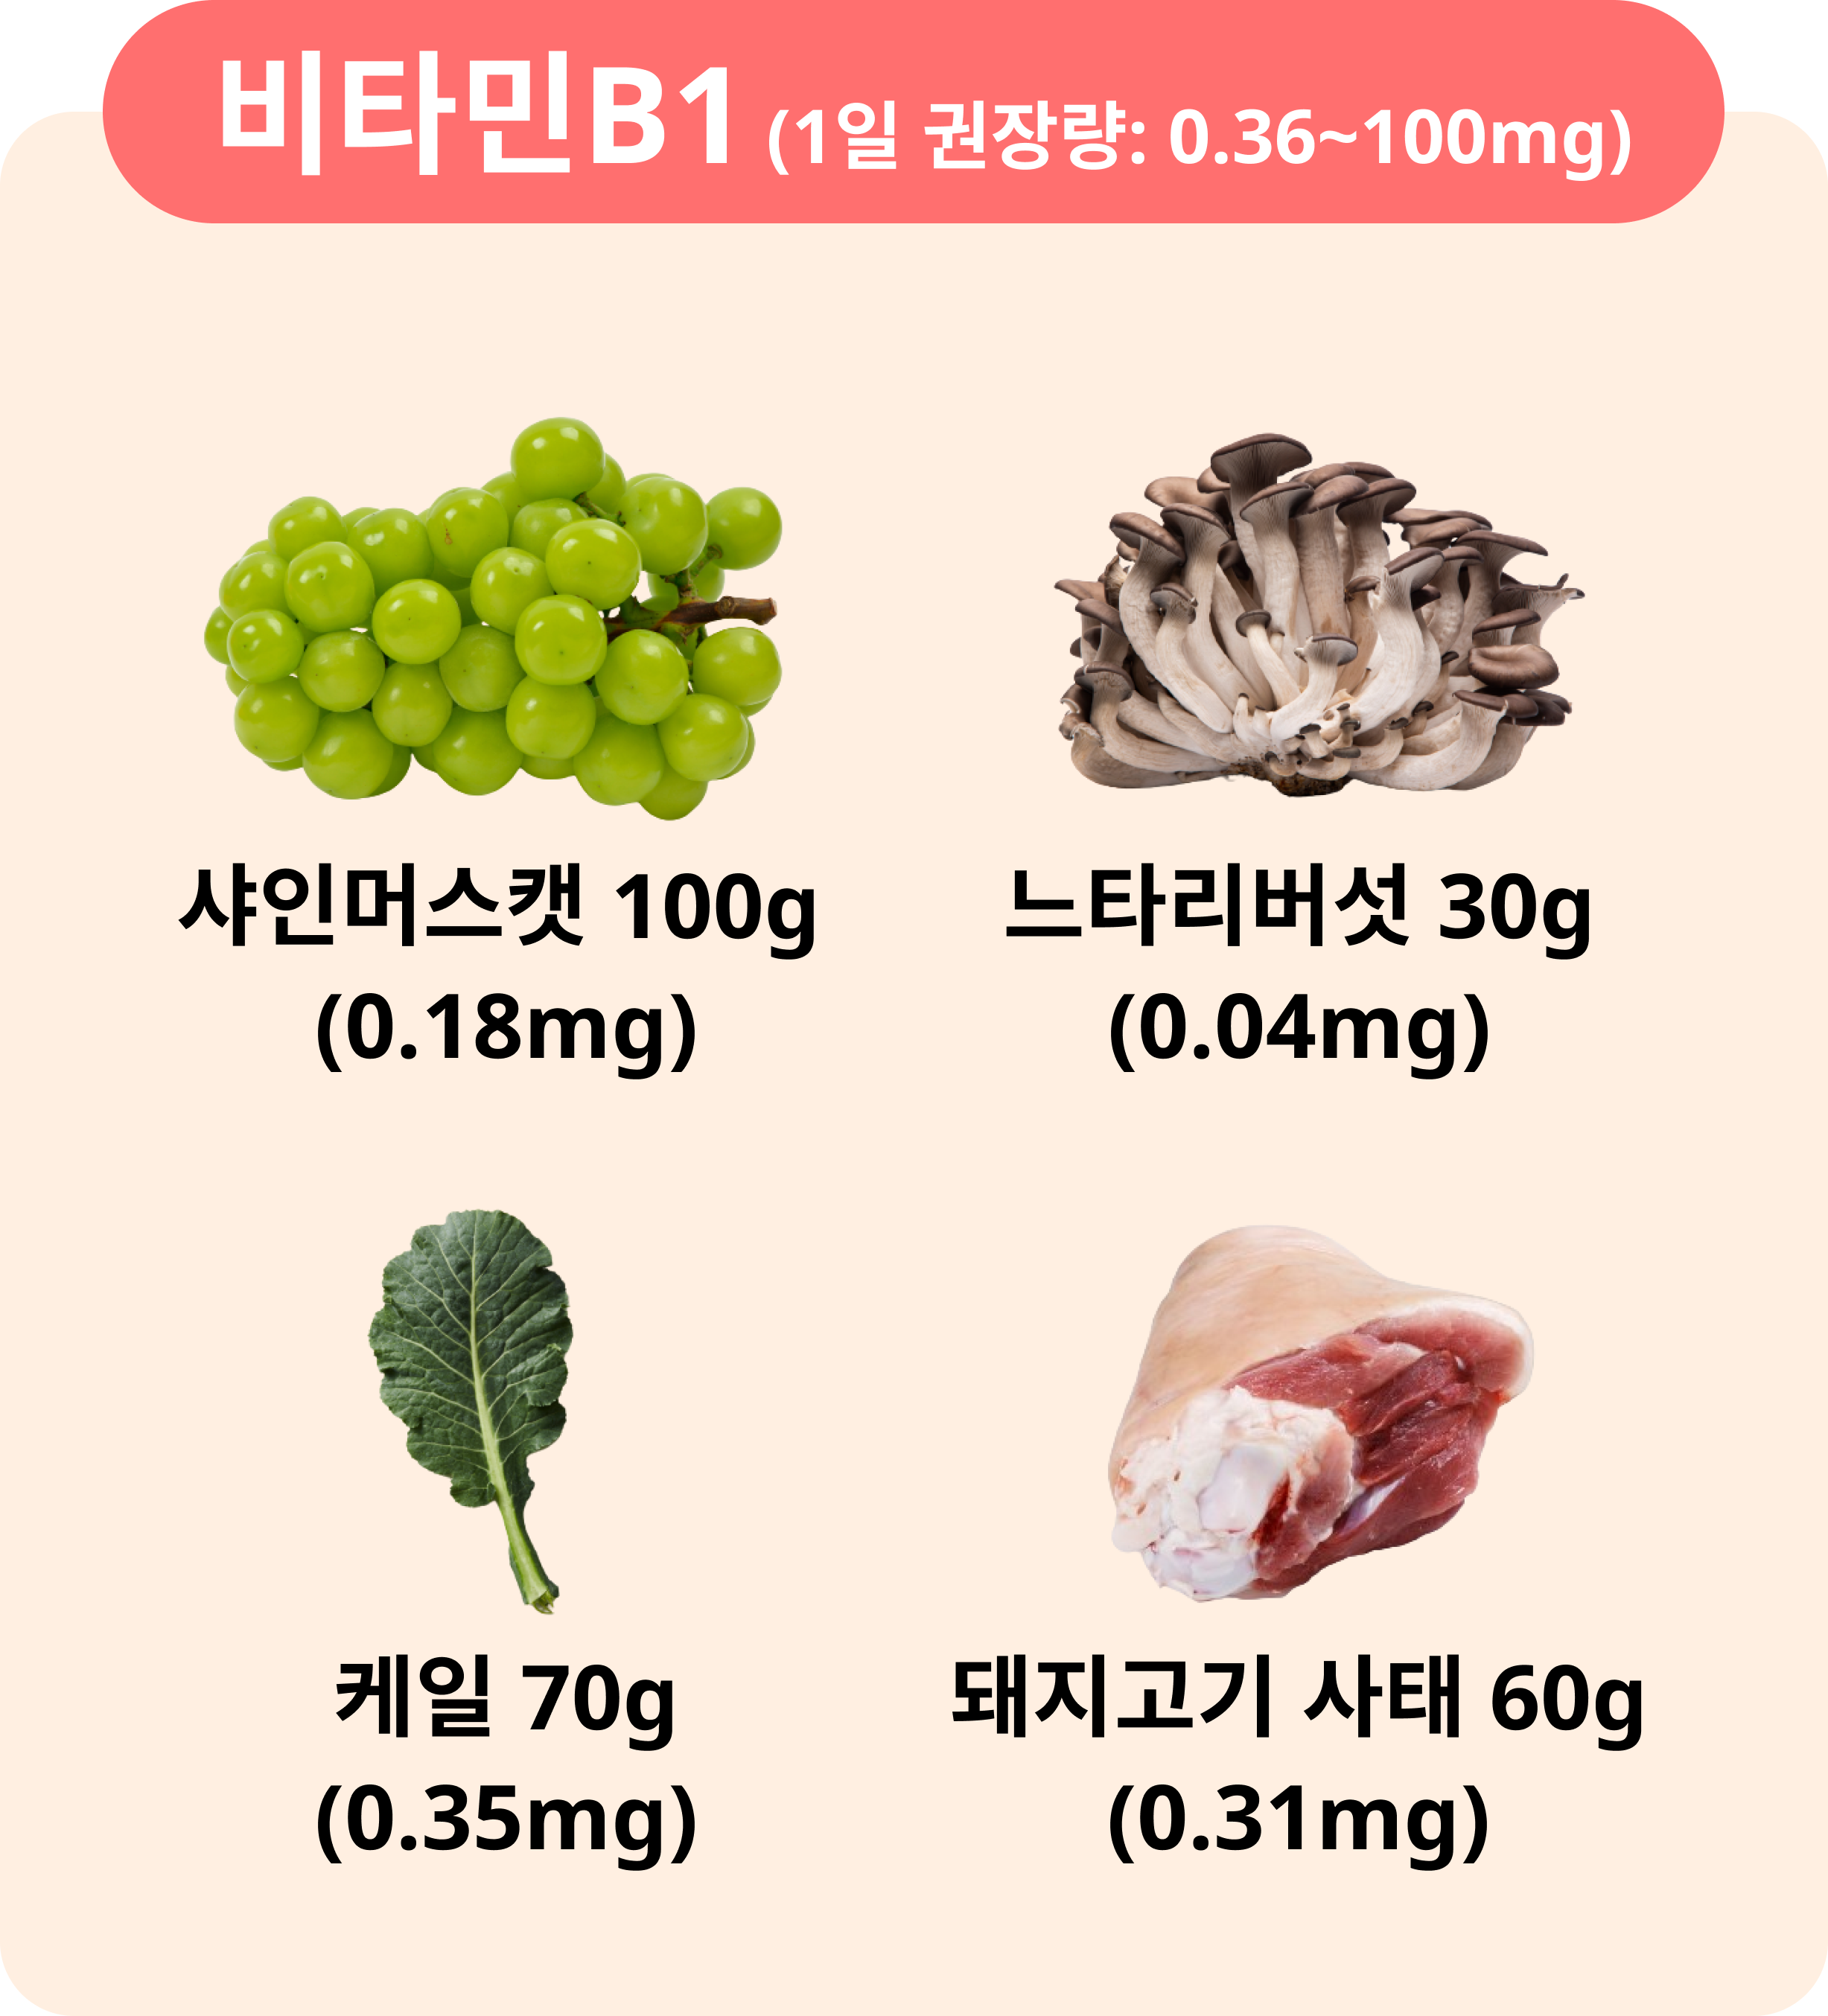 비타민B1 (1일 권장량: 0.36~100mg)
샤인머스캣 100g
(0.18mg)
느타리버섯 30g
(0.04mg)
케일 70g
(0.35mg)
돼지고기 사태 60g
(0.31mg)